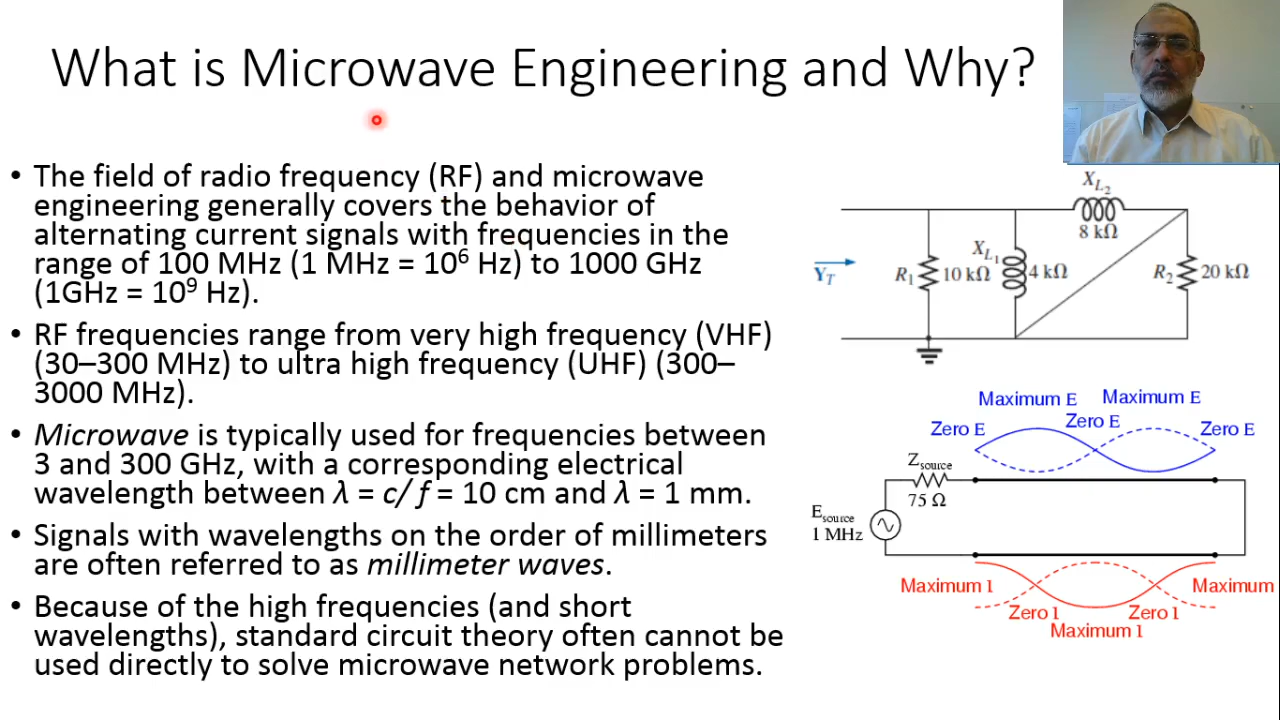 What is Microwave Engineering and Why?
• The field of radio frequency (RF) and microwave
engineering generally covers the behavior of
alternating current signals with frequencies in the
range of 100 MHz (1 MHz = 10⁶ Hz) to 1000 GHz
(1GHz = 10⁹ Hz).
• RF frequencies range from very high frequency (VHF)
(30–300 MHz) to ultra high frequency (UHF) (300–
3000 MHz).
• Microwave is typically used for frequencies between
3 and 300 GHz, with a corresponding electrical
wavelength between λ = c/ f = 10 cm and λ = 1 mm.
• Signals with wavelengths on the order of millimeters
are often referred to as millimeter waves.
• Because of the high frequencies (and short
wavelengths), standard circuit theory often cannot be
used directly to solve microwave network problems.
X_L₂
8 kΩ
Y_T
R₁ 10 kΩ
X_L₁ 4 kΩ
R₂ 20 kΩ
Maximum E Maximum E
Zero E Zero E Zero E
Z_source
75 Ω
E_source
1 MHz
Maximum I Maximum
Zero I Zero I
Maximum I